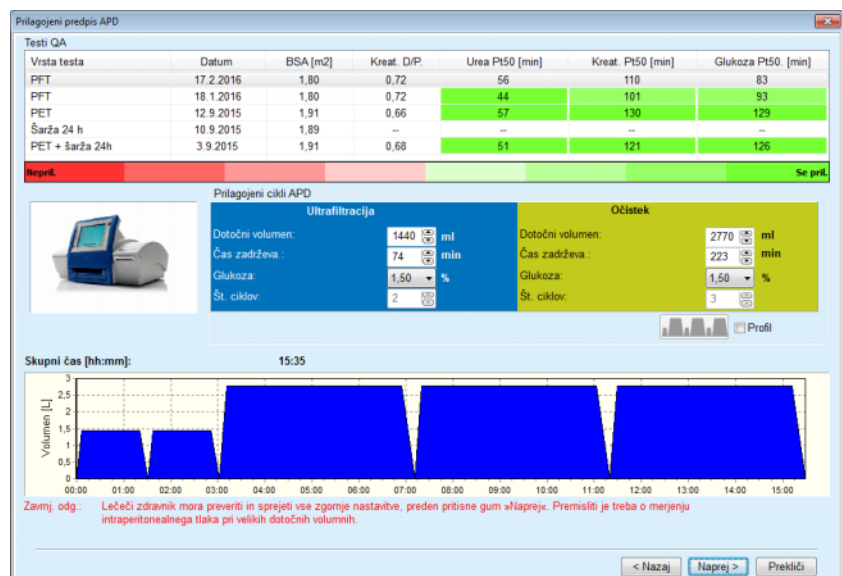 Prilagojeni predpis APD
Testi QA
Vrsta testa Datum BSA [m2] Kreat. D/P. Urea Pt50 [min] Kreat. Pt50 [min] Glukoza Pt50. [min]
PFT 17.2.2016 1,80 0,72 56 110 83
PFT 18.1.2016 1,80 0,72 44 101 93
PET 12.9.2015 1,91 0,66 57 130 129
Šarža 24 h 10.9.2015 1,89 -- -- -- --
PET + šarža 24h 3.9.2015 1,91 0,68 51 121 126
Nepril. Se pril.
Prilagojeni cikli APD
Ultrafiltracija Očistek
Dotočni volumen: 1440 ml Dotočni volumen: 2770 ml
Čas zadrževa.: 74 min Čas zadrževa.: 223 min
Glukoza: 1,50 % Glukoza: 1,50 %
Št. ciklov: 2 Št. ciklov: 3
Profil
Skupni čas [hh:mm]: 15:35
Volumen [L]
3
2,5
2
1,5
1
0,5
0
00:00 01:00 02:00 03:00 04:00 05:00 06:00 07:00 08:00 09:00 10:00 11:00 12:00 13:00 14:00 15:00
Zavrnj. odg.: Lečeči zdravnik mora preveriti in sprejeti vse zgornje nastavitve, preden pritisne gum »Naprej«. Premisliti je treba o merjenju
intraperitonealnega tlaka pri velikih dotočnih volumnih.
< Nazaj Naprej > Prekliči